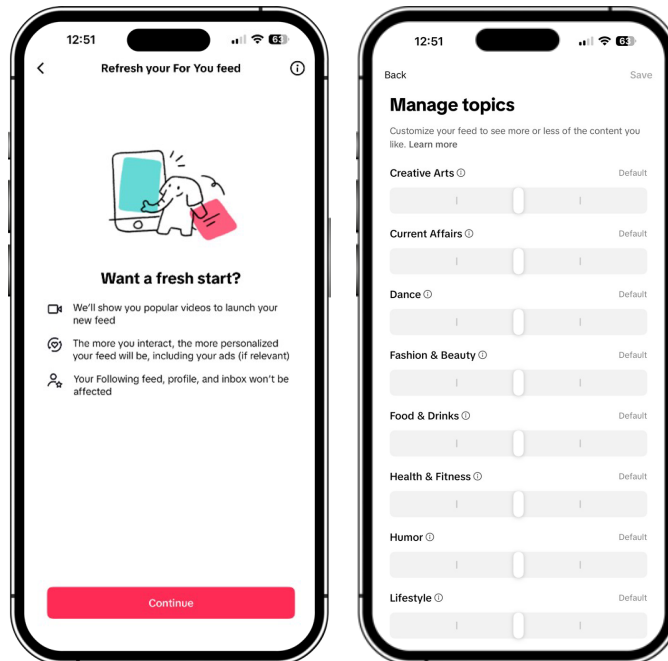 12:51
63
Refresh your For You feed
Want a fresh start?
We'll show you popular videos to launch your
new feed
The more you interact, the more personalized
your feed will be, including your ads (if relevant)
Your Following feed, profile, and inbox won't be
affected
Continue
12:51
63
Back
Save
Manage topics
Customize your feed to see more or less of the content you
like. Learn more
Creative Arts
Default
Current Affairs
Default
Dance
Default
Fashion & Beauty
Default
Food & Drinks
Default
Health & Fitness
Default
Humor
Default
Lifestyle
Default